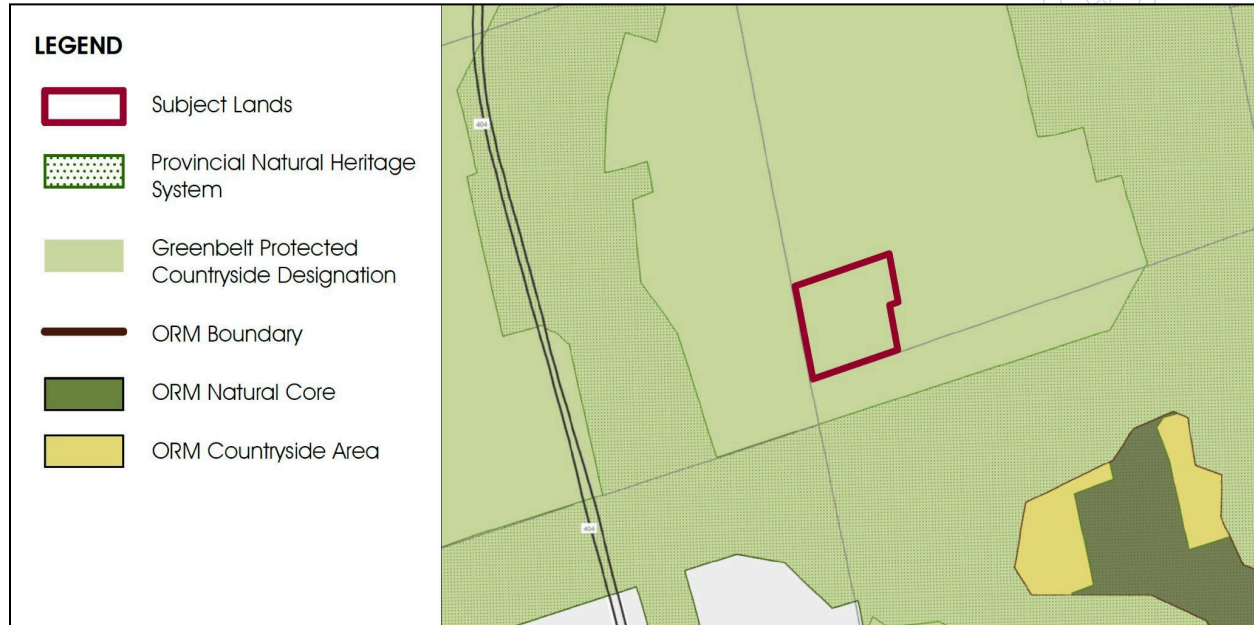 LEGEND
Subject Lands
Provincial Natural Heritage
System
Greenbelt Protected
Countryside Designation
ORM Boundary
ORM Natural Core
ORM Countryside Area
404
404